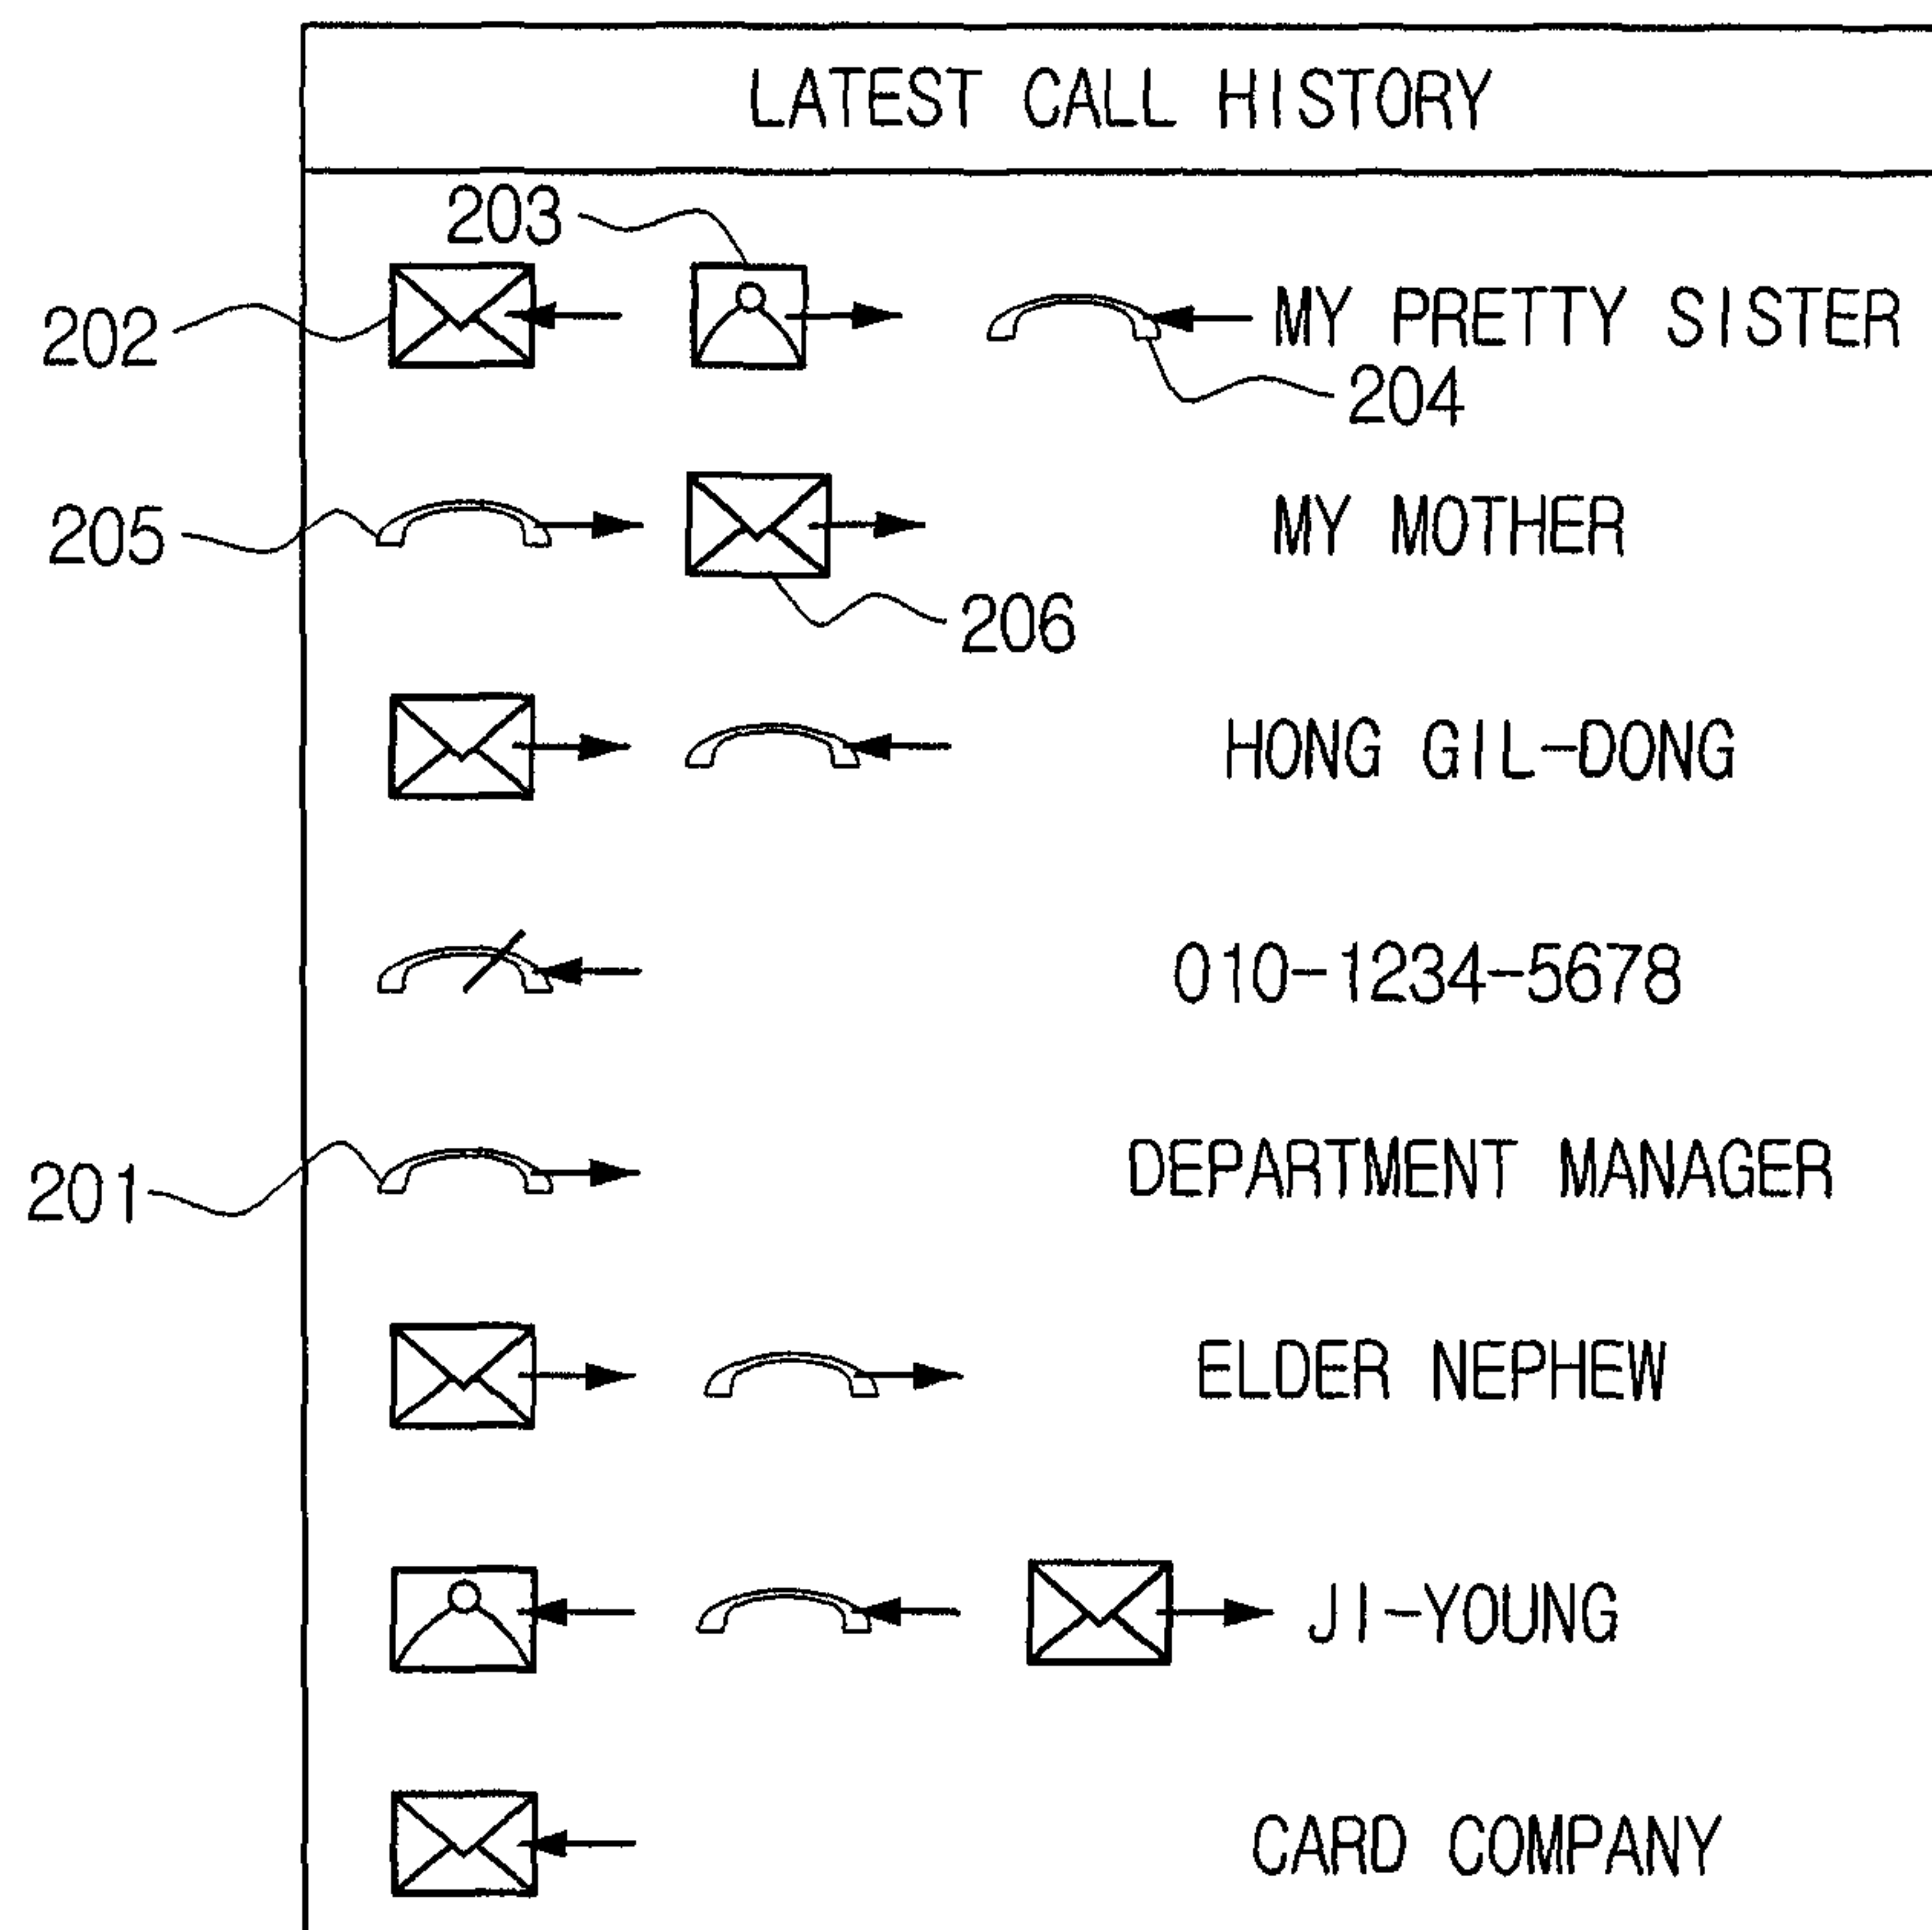 LATEST CALL HISTORY
203
202
MY PRETTY SISTER
204
205
MY MOTHER
206
HONG GIL-DONG
010-1234-5678
201
DEPARTMENT MANAGER
ELDER NEPHEW
JI-YOUNG
CARD COMPANY